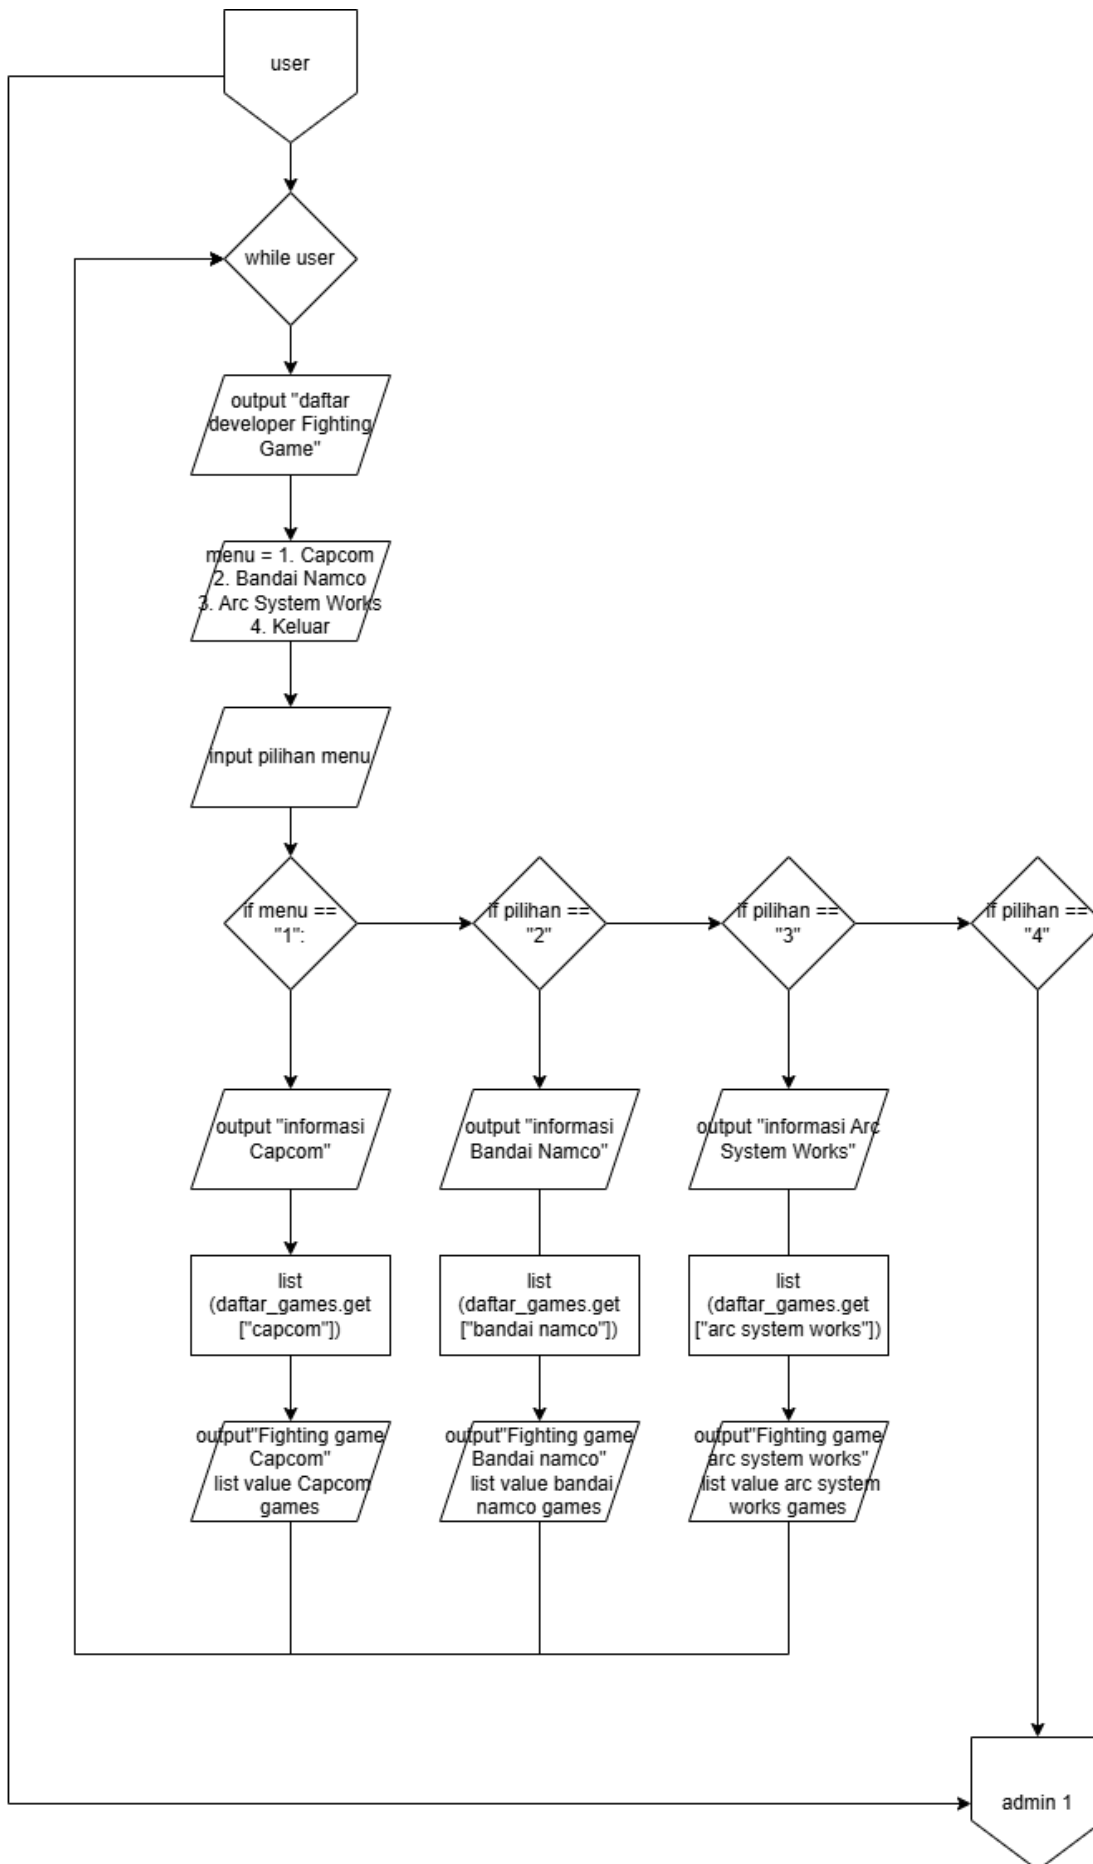 user
while user
output "daftar
developer Fighting
Game"
menu = 1. Capcom
2. Bandai Namco
3. Arc System Works
4. Keluar
input pilihan menu
if menu ==
"1":
if pilihan ==
"2"
if pilihan ==
"3"
if pilihan ==
"4"
output "informasi
Capcom"
output "informasi
Bandai Namco"
output "informasi Arc
System Works"
list
(daftar_games.get
["capcom"])
list
(daftar_games.get
["bandai namco"])
list
(daftar_games.get
["arc system works"])
output"Fighting game
Capcom"
list value Capcom
games
output"Fighting game
Bandai namco"
list value bandai
namco games
output"Fighting game
arc system works"
list value arc system
works games
admin 1